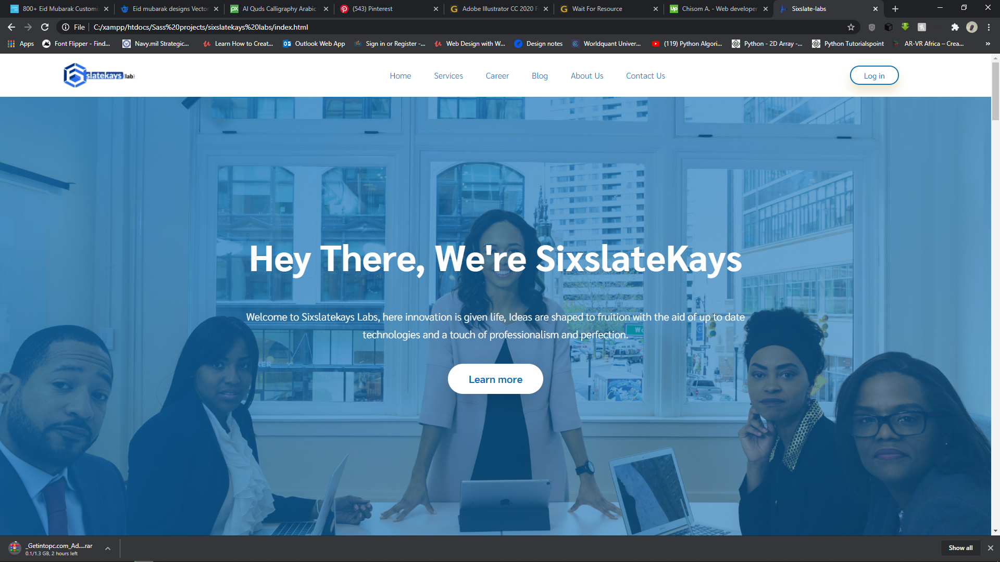 800+ Eid Mubarak Customi
Eid mubarak designs Vector
Al Quds Calligraphy Arabic
(543) Pinterest
Adobe Illustrator CC 2020 F
Wait For Resource
Chisom A. - Web developer
Sixslate-labs
File
C:/xampp/htdocs/Sass%20projects/sixslatekays%20labs/index.html
Apps
Font Flipper - Find...
Navy.mil Strategic...
Learn How to Creat...
Outlook Web App
Sign in or Register -...
Web Design with W...
Design notes
Worldquant Univer...
(119) Python Algori...
Python - 2D Array -...
Python Tutorialspoint
AR-VR Africa – Crea...
»
slatekays (lab)
Home
Services
Career
Blog
About Us
Contact Us
Log in
Hey There, We're SixslateKays
Welcome to Sixslatekays Labs, here innovation is given life, Ideas are shaped to fruition with the aid of up to date
technologies and a touch of professionalism and perfection.
Learn more
_Getintopc.com_Ad....rar
0.1/1.3 GB, 2 hours left
Show all